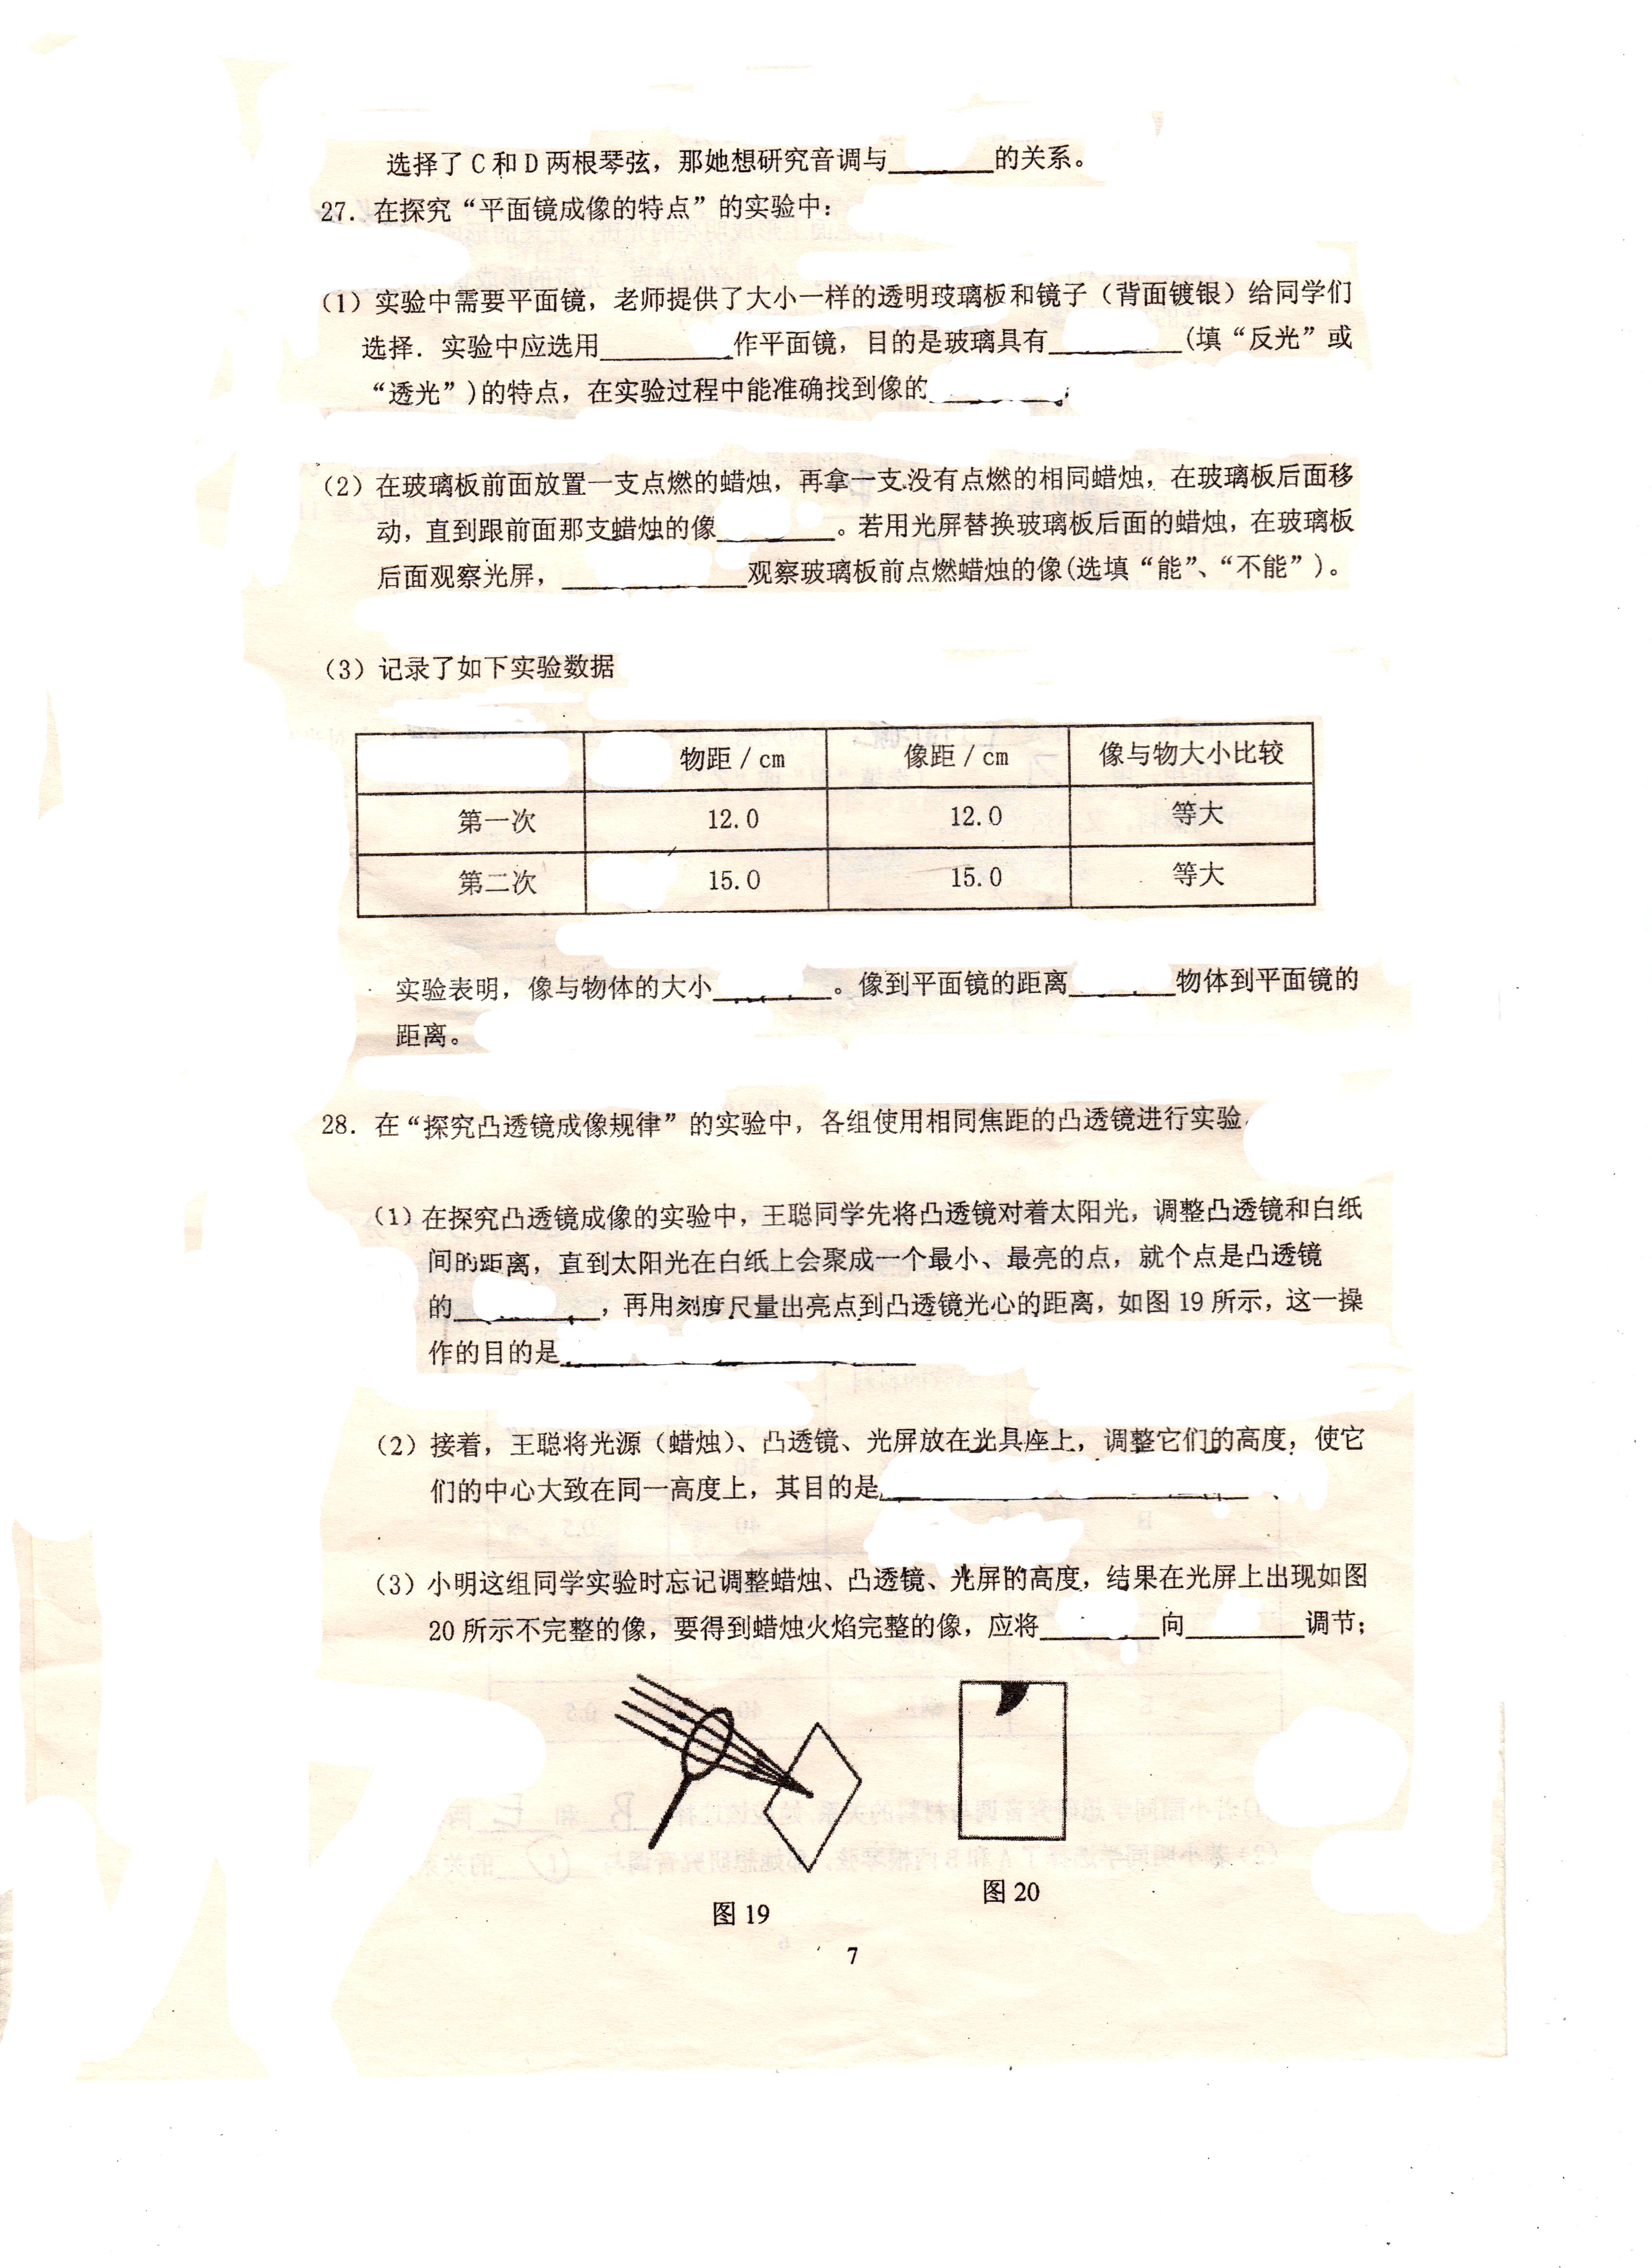 选择了C和D两根琴弦，那她想研究音调与________的关系。
27. 在探究“平面镜成像的特点”的实验中：
（1）实验中需要平面镜，老师提供了大小一样的透明玻璃板和镜子（背面镀银）给同学们
选择．实验中应选用__________作平面镜，目的是玻璃具有__________(填“反光”或
“透光”)的特点，在实验过程中能准确找到像的__________；
（2）在玻璃板前面放置一支点燃的蜡烛，再拿一支没有点燃的相同蜡烛，在玻璃板后面移
动，直到跟前面那支蜡烛的像_________。若用光屏替换玻璃板后面的蜡烛，在玻璃板
后面观察光屏，______________观察玻璃板前点燃蜡烛的像(选填“能”、“不能”)。
（3）记录了如下实验数据
物距/cm 像距/cm 像与物大小比较
第一次 12.0 12.0 等大
第二次 15.0 15.0 等大
实验表明，像与物体的大小_________。像到平面镜的距离________物体到平面镜的
距离。
28. 在“探究凸透镜成像规律”的实验中，各组使用相同焦距的凸透镜进行实验
（1）在探究凸透镜成像的实验中，王聪同学先将凸透镜对着太阳光，调整凸透镜和白纸
间的距离，直到太阳光在白纸上会聚成一个最小、最亮的点，就个点是凸透镜
的___________，再用刻度尺量出亮点到凸透镜光心的距离，如图19所示，这一操
作的目的是___________________________
（2）接着，王聪将光源（蜡烛）、凸透镜、光屏放在光具座上，调整它们的高度，使它
们的中心大致在同一高度上，其目的是____________________________
（3）小明这组同学实验时忘记调整蜡烛、凸透镜、光屏的高度，结果在光屏上出现如图
20所示不完整的像，要得到蜡烛火焰完整的像，应将_________向_________调节；
图19
图20
7